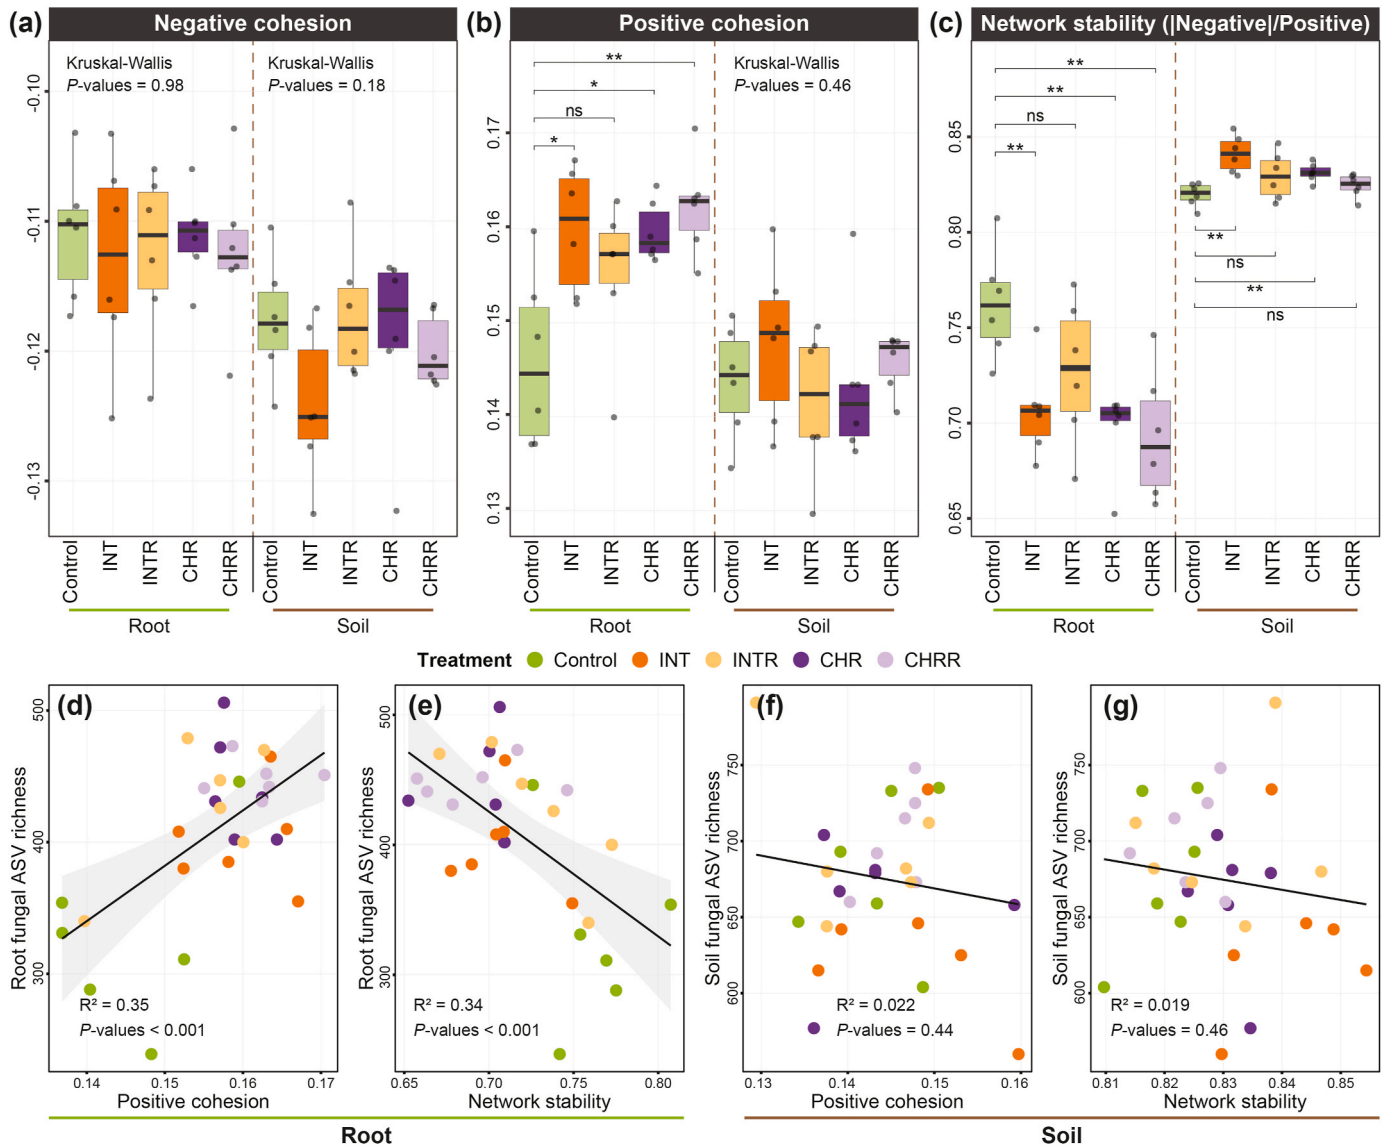 (a)
Negative cohesion
Kruskal-Wallis
P-values = 0.98
Kruskal-Wallis
P-values = 0.18
-0.10
-0.11
-0.12
-0.13
Control
INT
INTR
CHR
CHRR
Control
INT
INTR
CHR
CHRR
Root
Soil
(b)
Positive cohesion
**
*
ns
*
Kruskal-Wallis
P-values = 0.46
0.17
0.16
0.15
0.14
0.13
Control
INT
INTR
CHR
CHRR
Control
INT
INTR
CHR
CHRR
Root
Soil
(c)
Network stability (|Negative|/Positive)
**
**
ns
**
**
ns
**
ns
0.85
0.80
0.75
0.70
0.65
Control
INT
INTR
CHR
CHRR
Control
INT
INTR
CHR
CHRR
Root
Soil
Treatment Control INT INTR CHR CHRR
(d)
Root fungal ASV richness
500
400
300
R² = 0.35
P-values < 0.001
0.14 0.15 0.16 0.17
Positive cohesion
(e)
Root fungal ASV richness
500
400
300
R² = 0.34
P-values < 0.001
0.65 0.70 0.75 0.80
Network stability
Root
(f)
Soil fungal ASV richness
750
700
650
600
R² = 0.022
P-values = 0.44
0.13 0.14 0.15 0.16
Positive cohesion
(g)
Soil fungal ASV richness
750
700
650
600
R² = 0.019
P-values = 0.46
0.81 0.82 0.83 0.84 0.85
Network stability
Soil